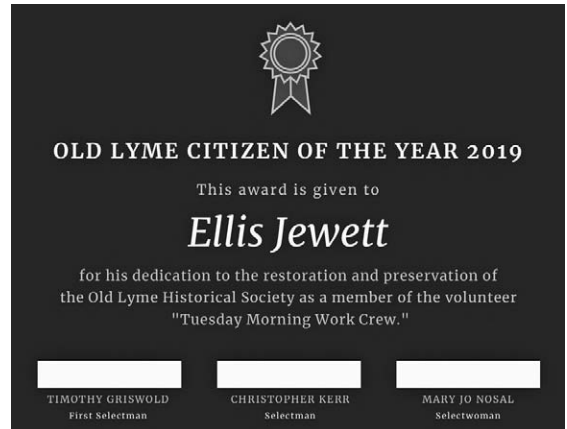 OLD LYME CITIZEN OF THE YEAR 2019
This award is given to
Ellis Jewett
for his dedication to the restoration and preservation of
the Old Lyme Historical Society as a member of the volunteer
"Tuesday Morning Work Crew."
TIMOTHY GRISWOLD CHRISTOPHER KERR MARY JO NOSAL
First Selectman Selectman Selectwoman